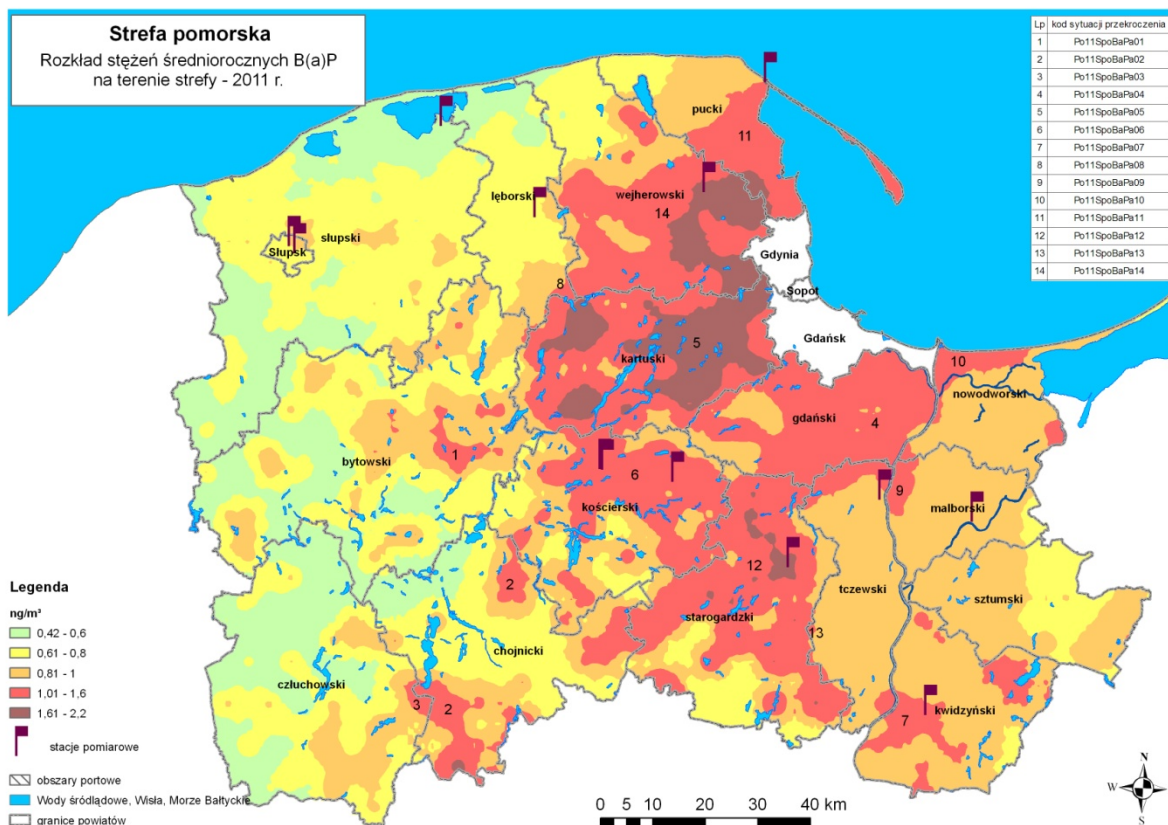 Strefa pomorska
Rozkład stężeń średniorocznych B(a)P
na terenie strefy - 2011 r.
Lp kod sytuacji przekroczenia
1 Po11SpoBaPa01
2 Po11SpoBaPa02
3 Po11SpoBaPa03
4 Po11SpoBaPa04
5 Po11SpoBaPa05
6 Po11SpoBaPa06
7 Po11SpoBaPa07
8 Po11SpoBaPa08
9 Po11SpoBaPa09
10 Po11SpoBaPa10
11 Po11SpoBaPa11
12 Po11SpoBaPa12
13 Po11SpoBaPa13
14 Po11SpoBaPa14
pucki
11
lęborski
wejherowski
14
słupski
Słupsk
Gdynia
Sopot
8
Gdańsk
5
kartuski
10
nowodworski
gdański
4
1
bytowski
6
9
kościerski
malborski
12
2
tczewski
sztumski
starogardzki
13
chojnicki
człuchowski
3
2
7
kwidzyński
Legenda
ng/m³
0,42 - 0,6
0,61 - 0,8
0,81 - 1
1,01 - 1,6
1,61 - 2,2
stacje pomiarowe
obszary portowe
Wody śródlądowe, Wisła, Morze Bałtyckie
granice powiatów
0 5 10 20 30 40 km
N
W E
S